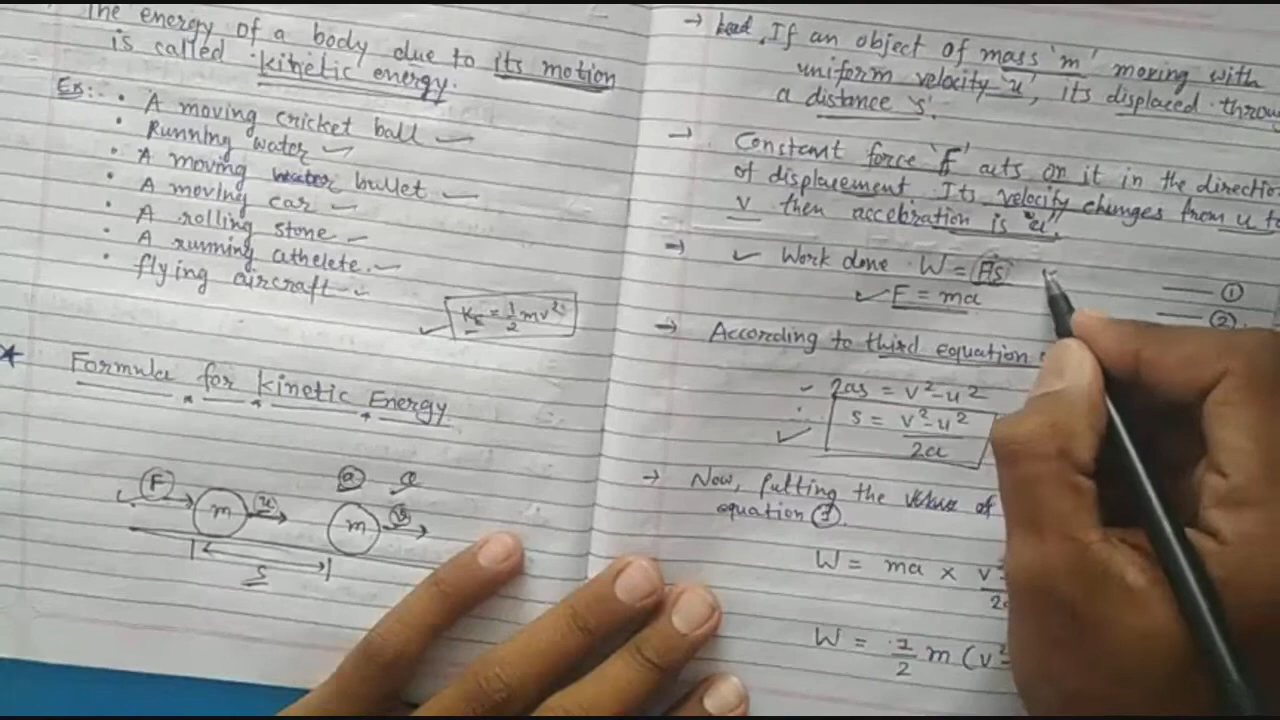 The energy of a body due to its motion
is called kinetic energy.
Ex:- • A moving cricket ball
• Running water
• A moving bullet
• A moving car
• A rolling stone
• A running athelete.
• flying aircraft
KE = 1/2 mv²
Formula for Kinetic Energy
F m u a m v
s
→ If an object of mass 'm' moving with
uniform velocity 'u', its displaced throu
a distance 's'.
→ Constant force 'F' acts on it in the direction
of displacement. Its velocity changes from u to
v then accelration is "a".
→ Work done W = Fs ①
F = ma ②
→ According to third equation
2as = v²-u²
s = v²-u²/2a
→ Now, putting the value of
equation ①.
W = ma × v²
W = 1/2 m (v²